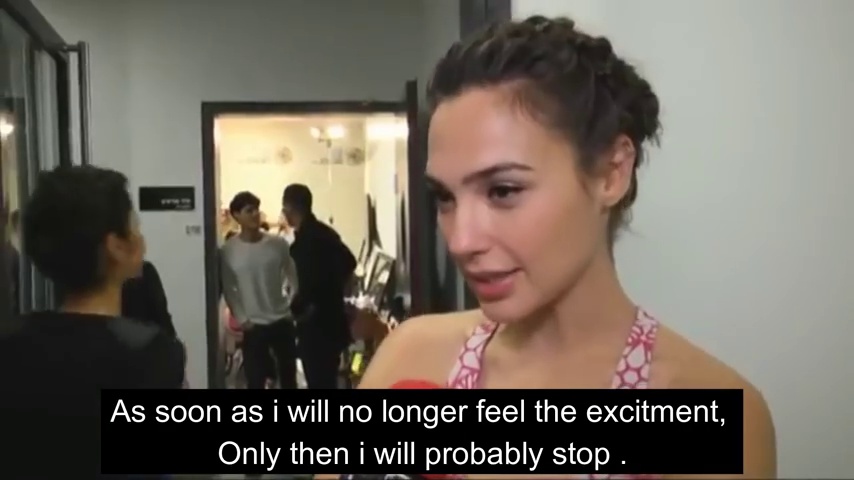 As soon as i will no longer feel the excitment,
Only then i will probably stop .